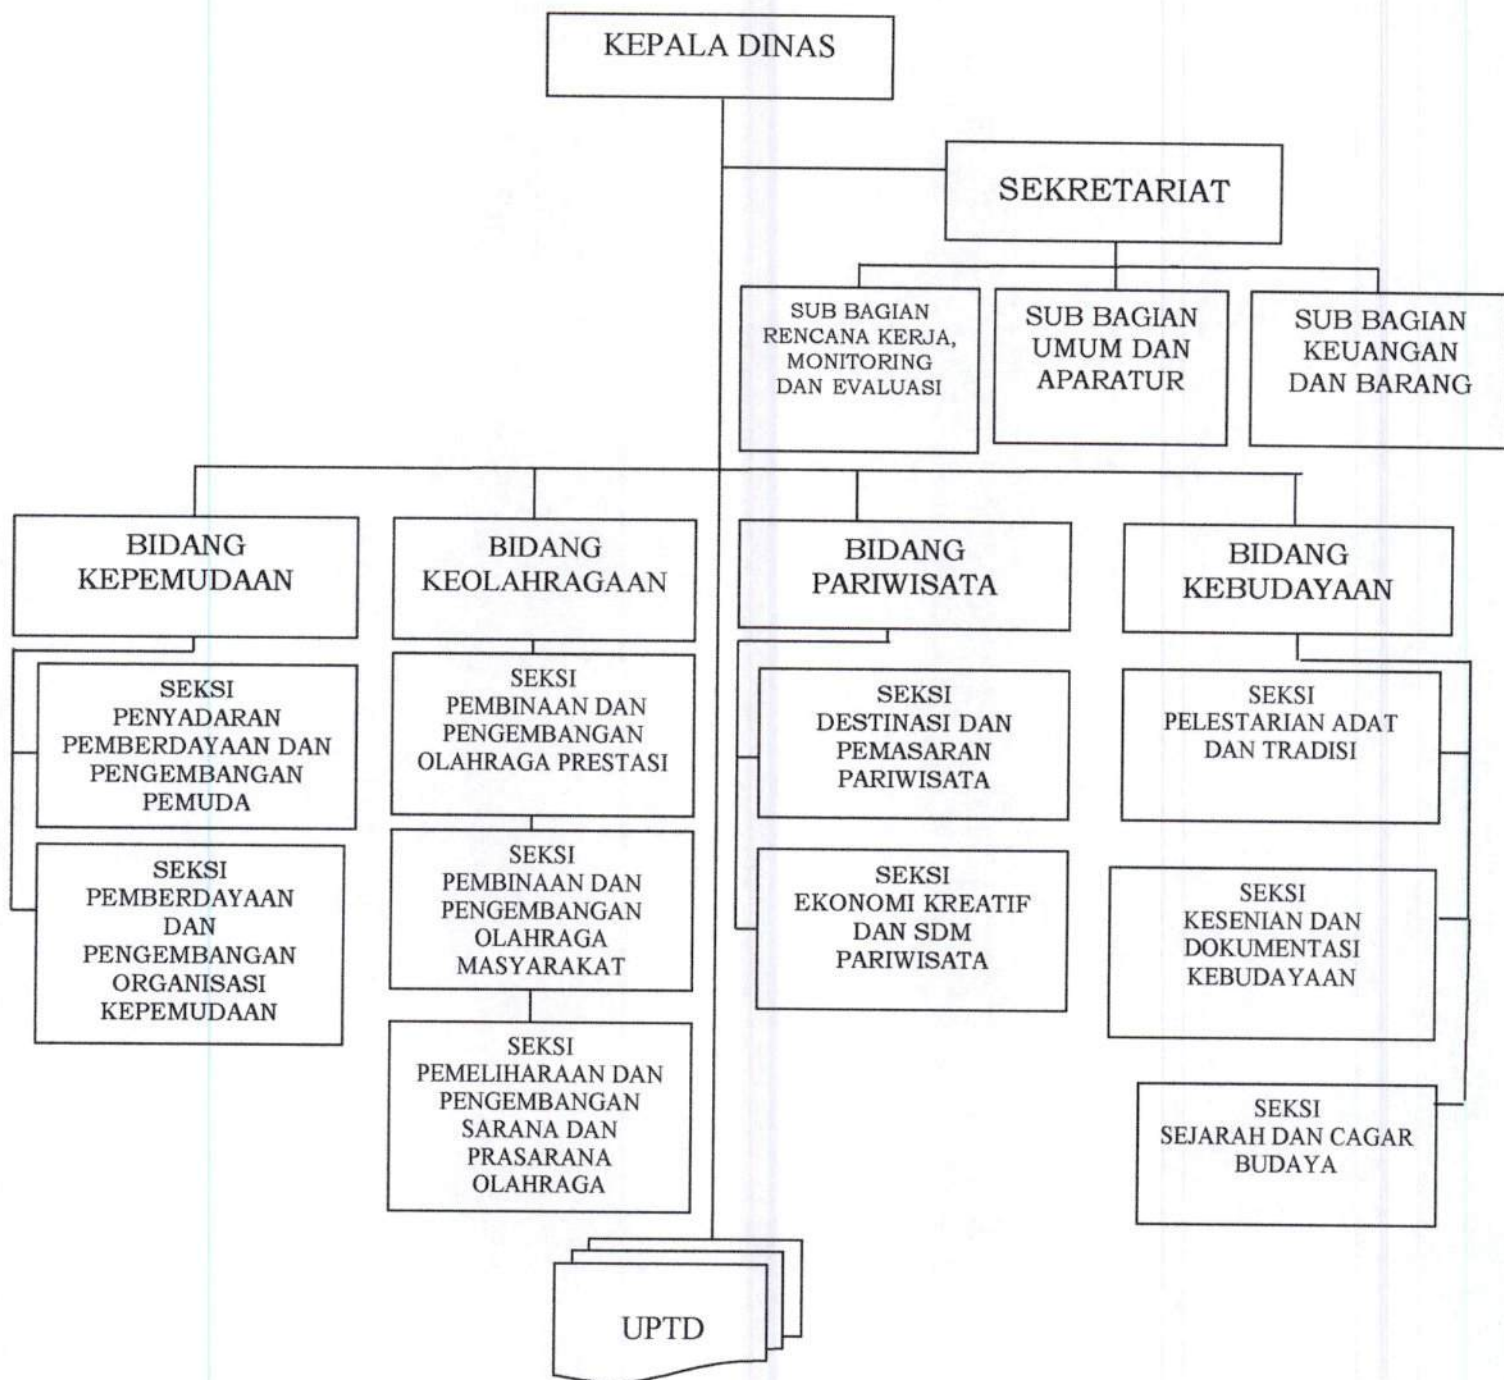 KEPALA DINAS
SEKRETARIAT
SUB BAGIAN
RENCANA KERJA,
MONITORING
DAN EVALUASI
SUB BAGIAN
UMUM DAN
APARATUR
SUB BAGIAN
KEUANGAN
DAN BARANG
BIDANG
KEPEMUDAAN
BIDANG
KEOLAHRAGAAN
BIDANG
PARIWISATA
BIDANG
KEBUDAYAAN
SEKSI
PENYADARAN
PEMBERDAYAAN DAN
PENGEMBANGAN
PEMUDA
SEKSI
PEMBERDAYAAN
DAN
PENGEMBANGAN
ORGANISASI
KEPEMUDAAN
SEKSI
PEMBINAAN DAN
PENGEMBANGAN
OLAHRAGA PRESTASI
SEKSI
PEMBINAAN DAN
PENGEMBANGAN
OLAHRAGA
MASYARAKAT
SEKSI
PEMELIHARAAN DAN
PENGEMBANGAN
SARANA DAN
PRASARANA
OLAHRAGA
SEKSI
DESTINASI DAN
PEMASARAN
PARIWISATA
SEKSI
EKONOMI KREATIF
DAN SDM
PARIWISATA
SEKSI
PELESTARIAN ADAT
DAN TRADISI
SEKSI
KESENIAN DAN
DOKUMENTASI
KEBUDAYAAN
SEKSI
SEJARAH DAN CAGAR
BUDAYA
UPTD